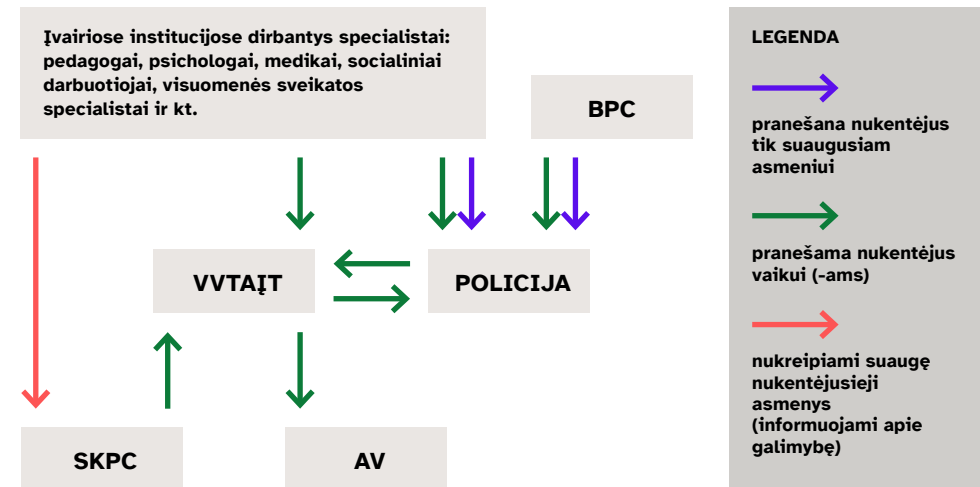 Įvairiose institucijose dirbantys specialistai:
pedagogai, psichologai, medikai, socialiniai
darbuotiojai, visuomenės sveikatos
specialistai ir kt.
BPC
VVTAĮT
POLICIJA
SKPC
AV
LEGENDA
pranešana nukentėjus
tik suaugusiam
asmeniui
pranešama nukentėjus
vaikui (-ams)
nukreipiami suaugę
nukentėjusieji
asmenys
(informuojami apie
galimybę)